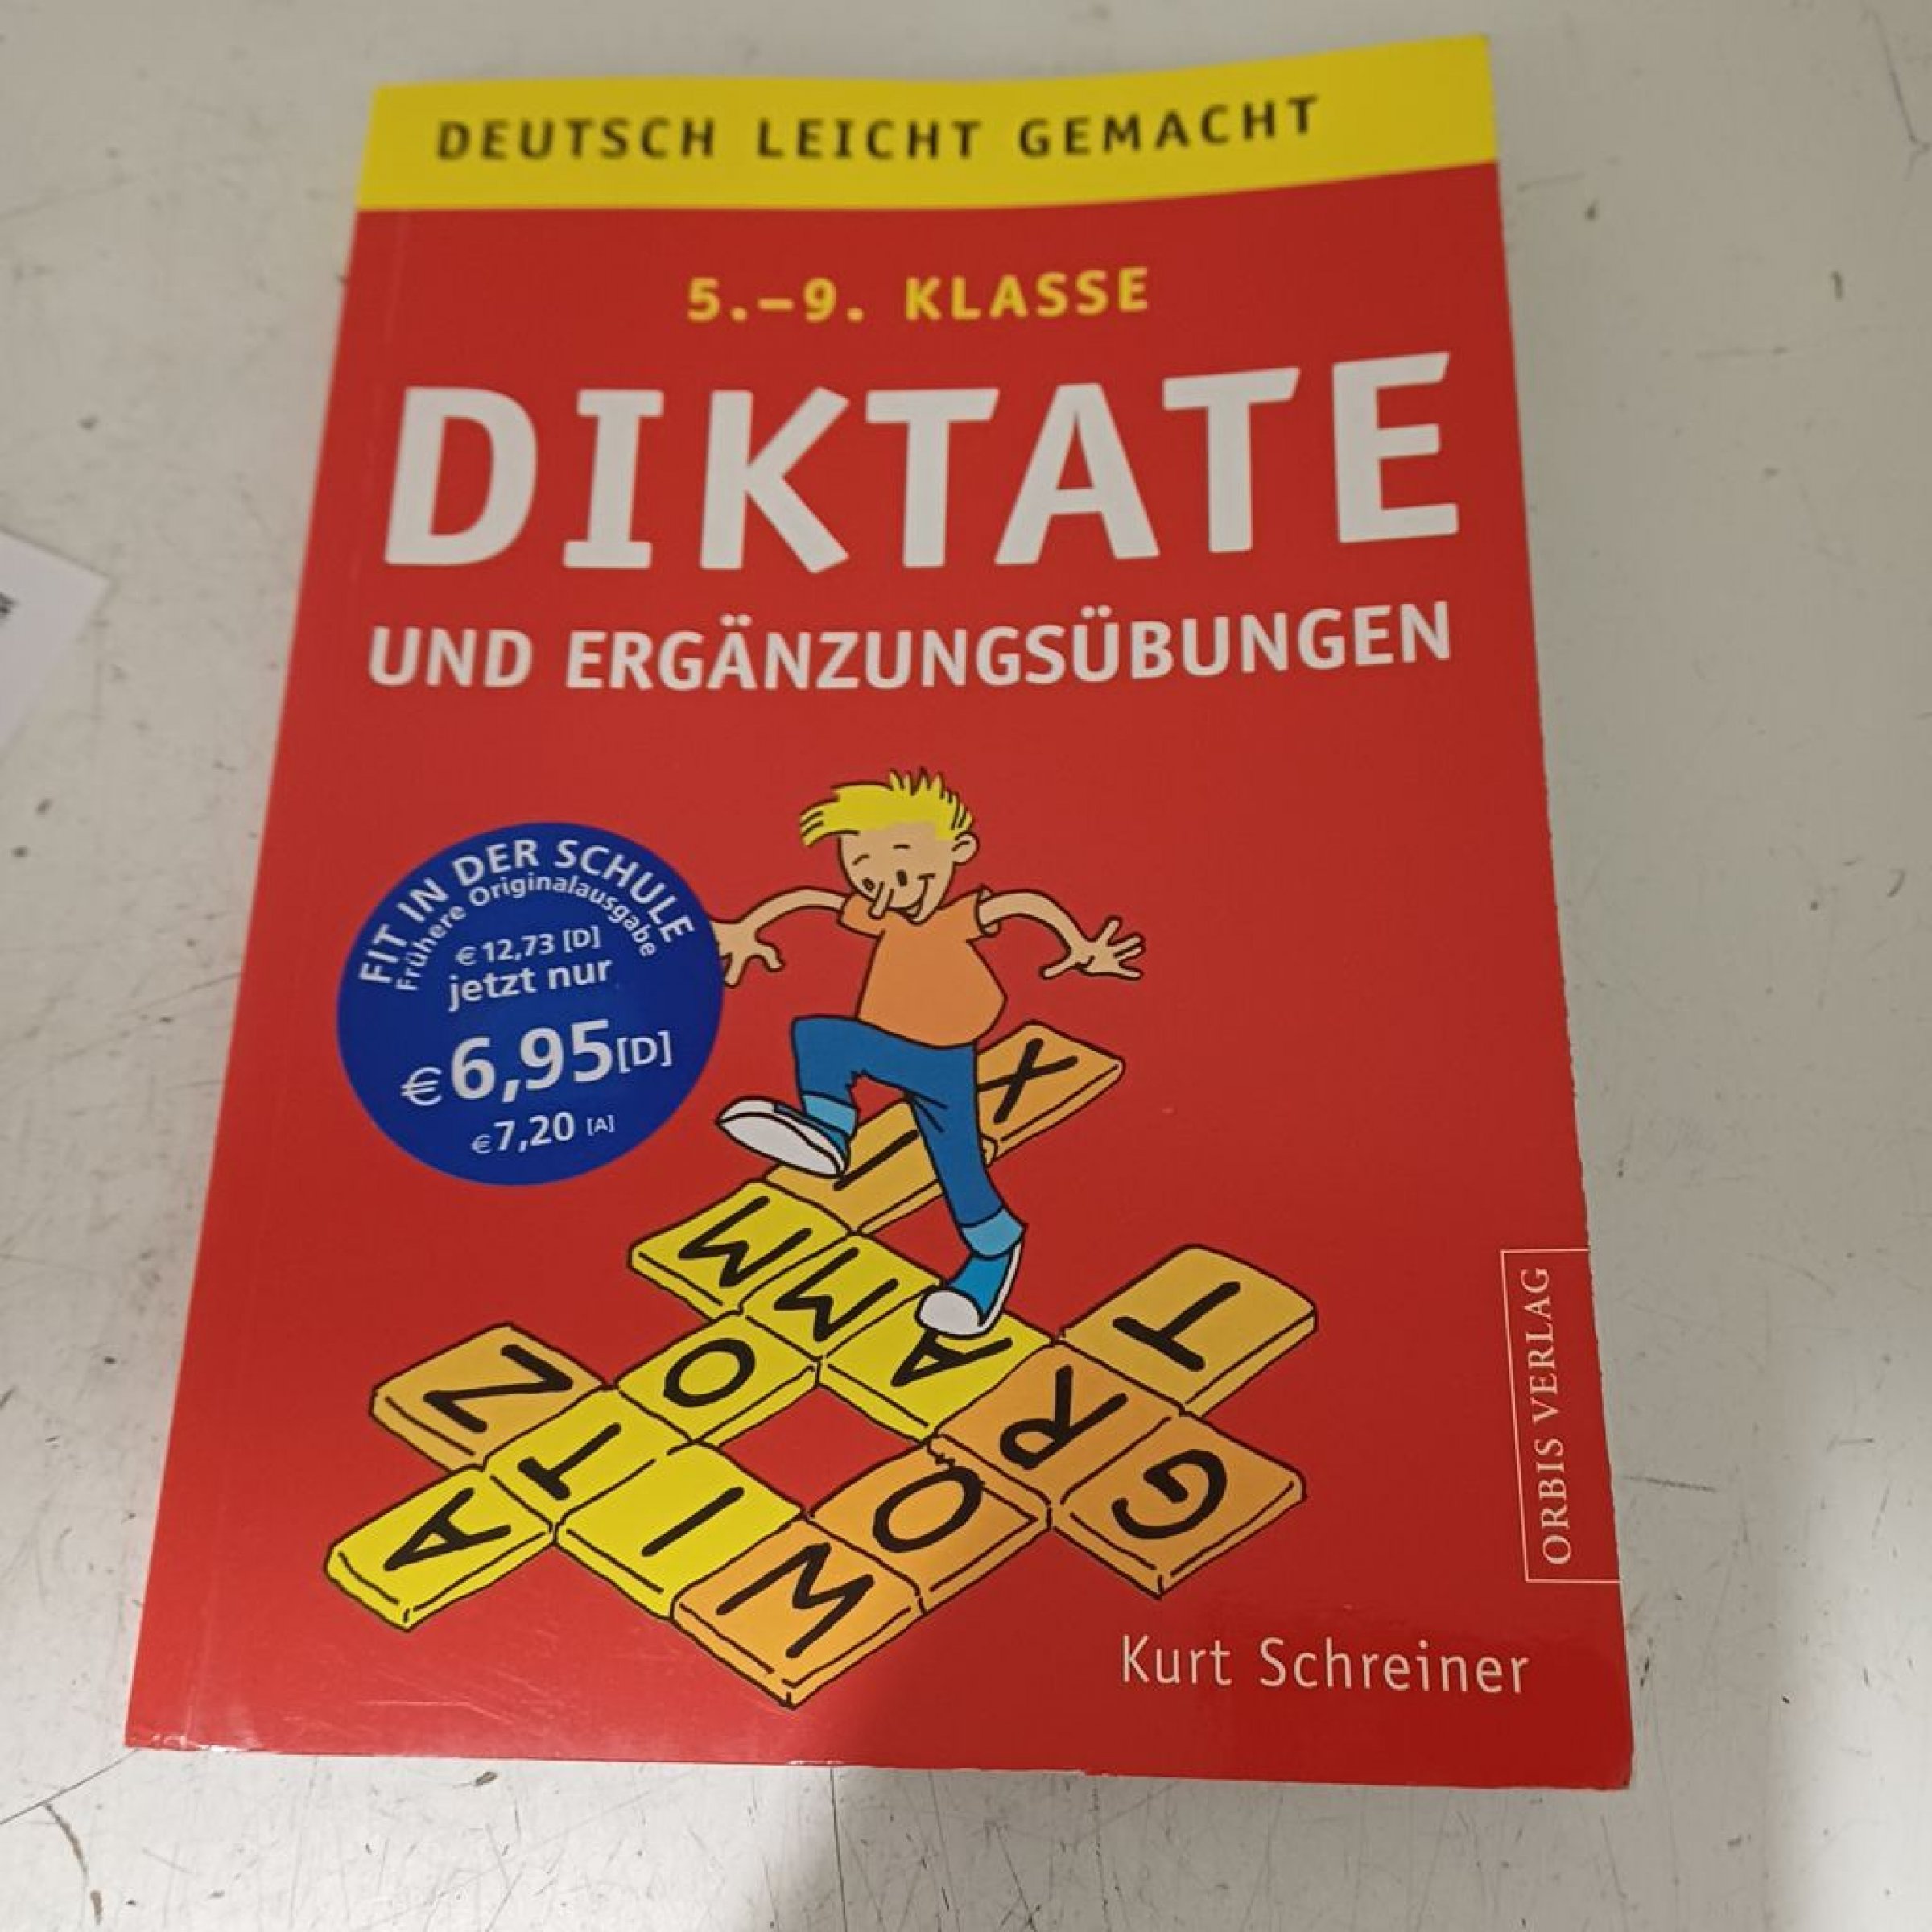 DEUTSCH LEICHT GEMACHT
5.–9. KLASSE
DIKTATE
UND ERGÄNZUNGSÜBUNGEN
FIT IN DER SCHULE
Frühere Originalausgabe
€ 12,73 [D]
jetzt nur
€ 6,95 [D]
€ 7,20 [A]
X
I
M
M
A
T
Z
O
R
G
A
T
I
O
W
ORBIS VERLAG
Kurt Schreiner